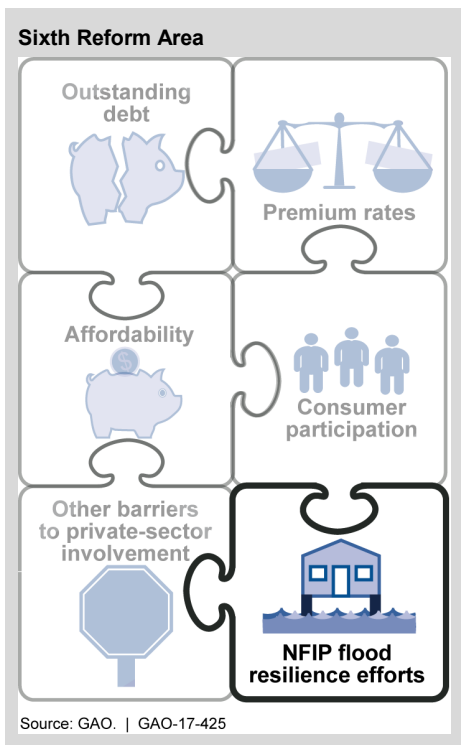 Sixth Reform Area
Outstanding
debt
Premium rates
Affordability
$
Consumer
participation
Other barriers
to private-sector
involvement
NFIP flood
resilience efforts
Source: GAO. | GAO-17-425